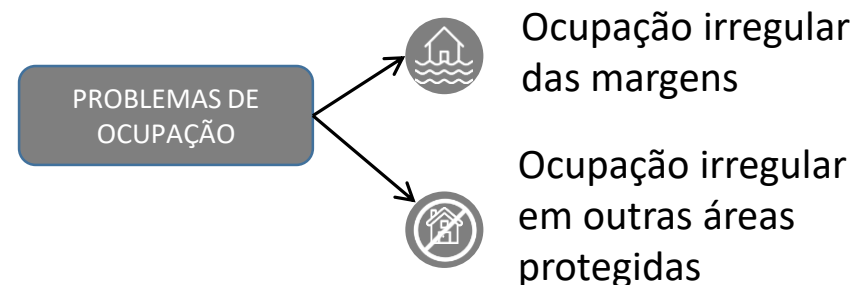 PROBLEMAS DE
OCUPAÇÃO
Ocupação irregular
das margens
Ocupação irregular
em outras áreas
protegidas